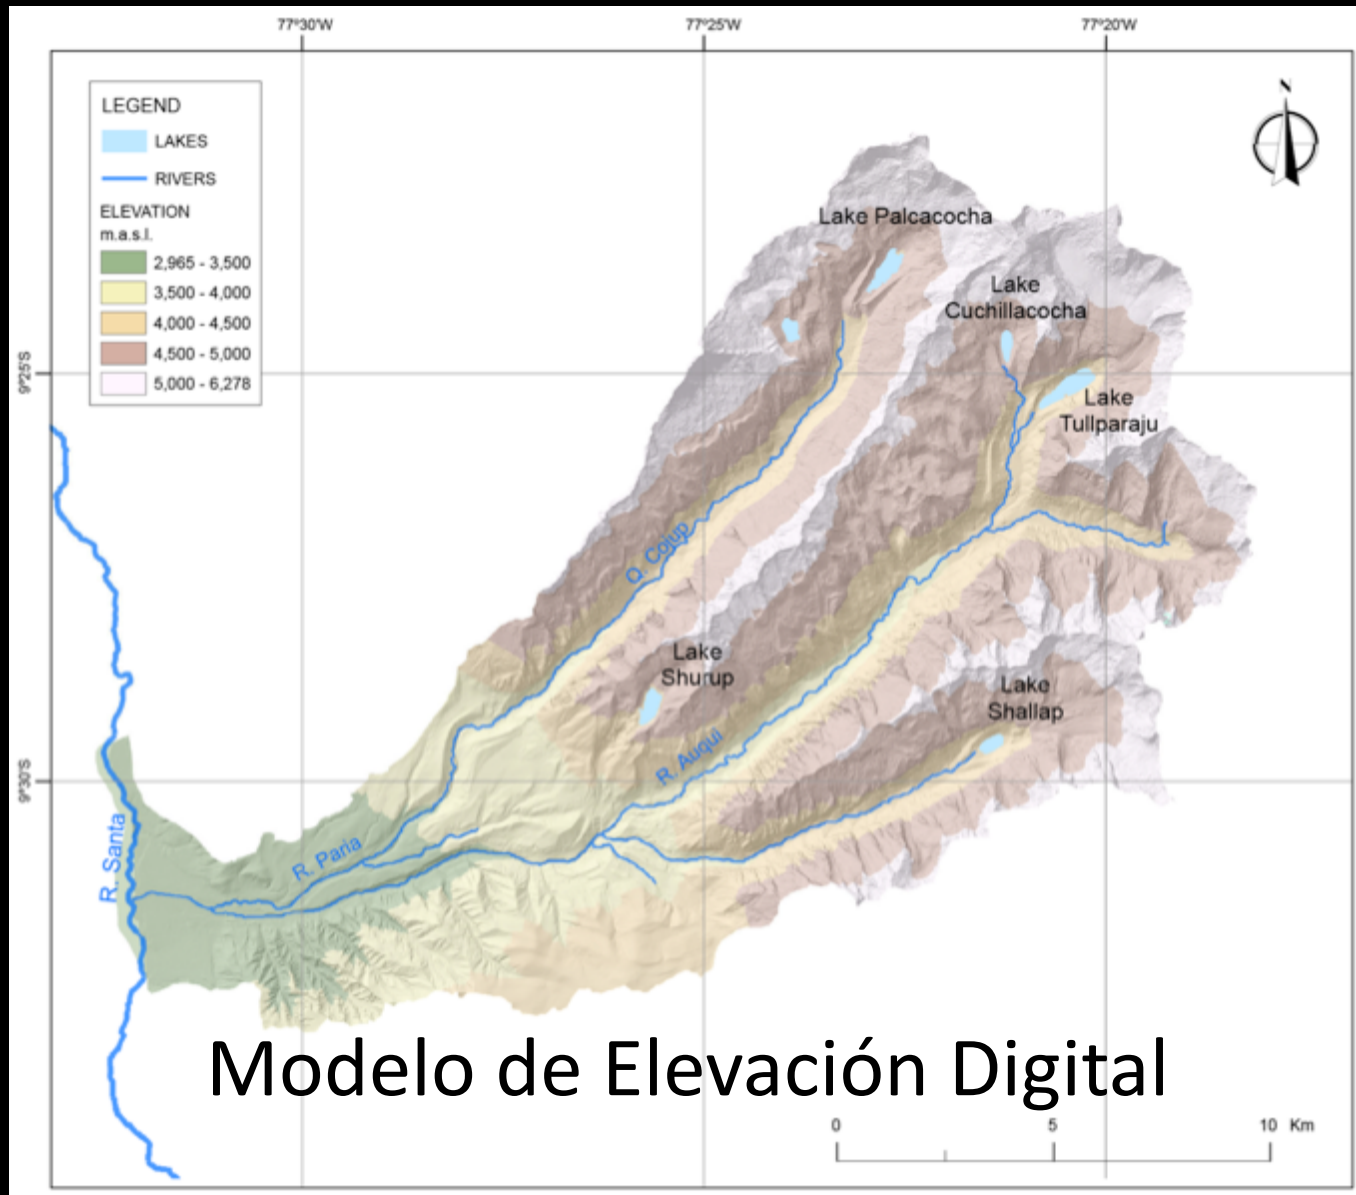 77°30'W
77°25'W
77°20'W
N
LEGEND
LAKES
RIVERS
ELEVATION
m.a.s.l.
2,965 - 3,500
3,500 - 4,000
4,000 - 4,500
4,500 - 5,000
5,000 - 6,278
Lake Palcacocha
Lake
Cuchillacocha
9°25'S
Lake
Tullparaju
Q. Cojup
Lake
Shurup
Lake
Shallap
R. Auqui
9°30'S
R. Santa
R. Paria
Modelo de Elevación Digital
0 5 10 Km